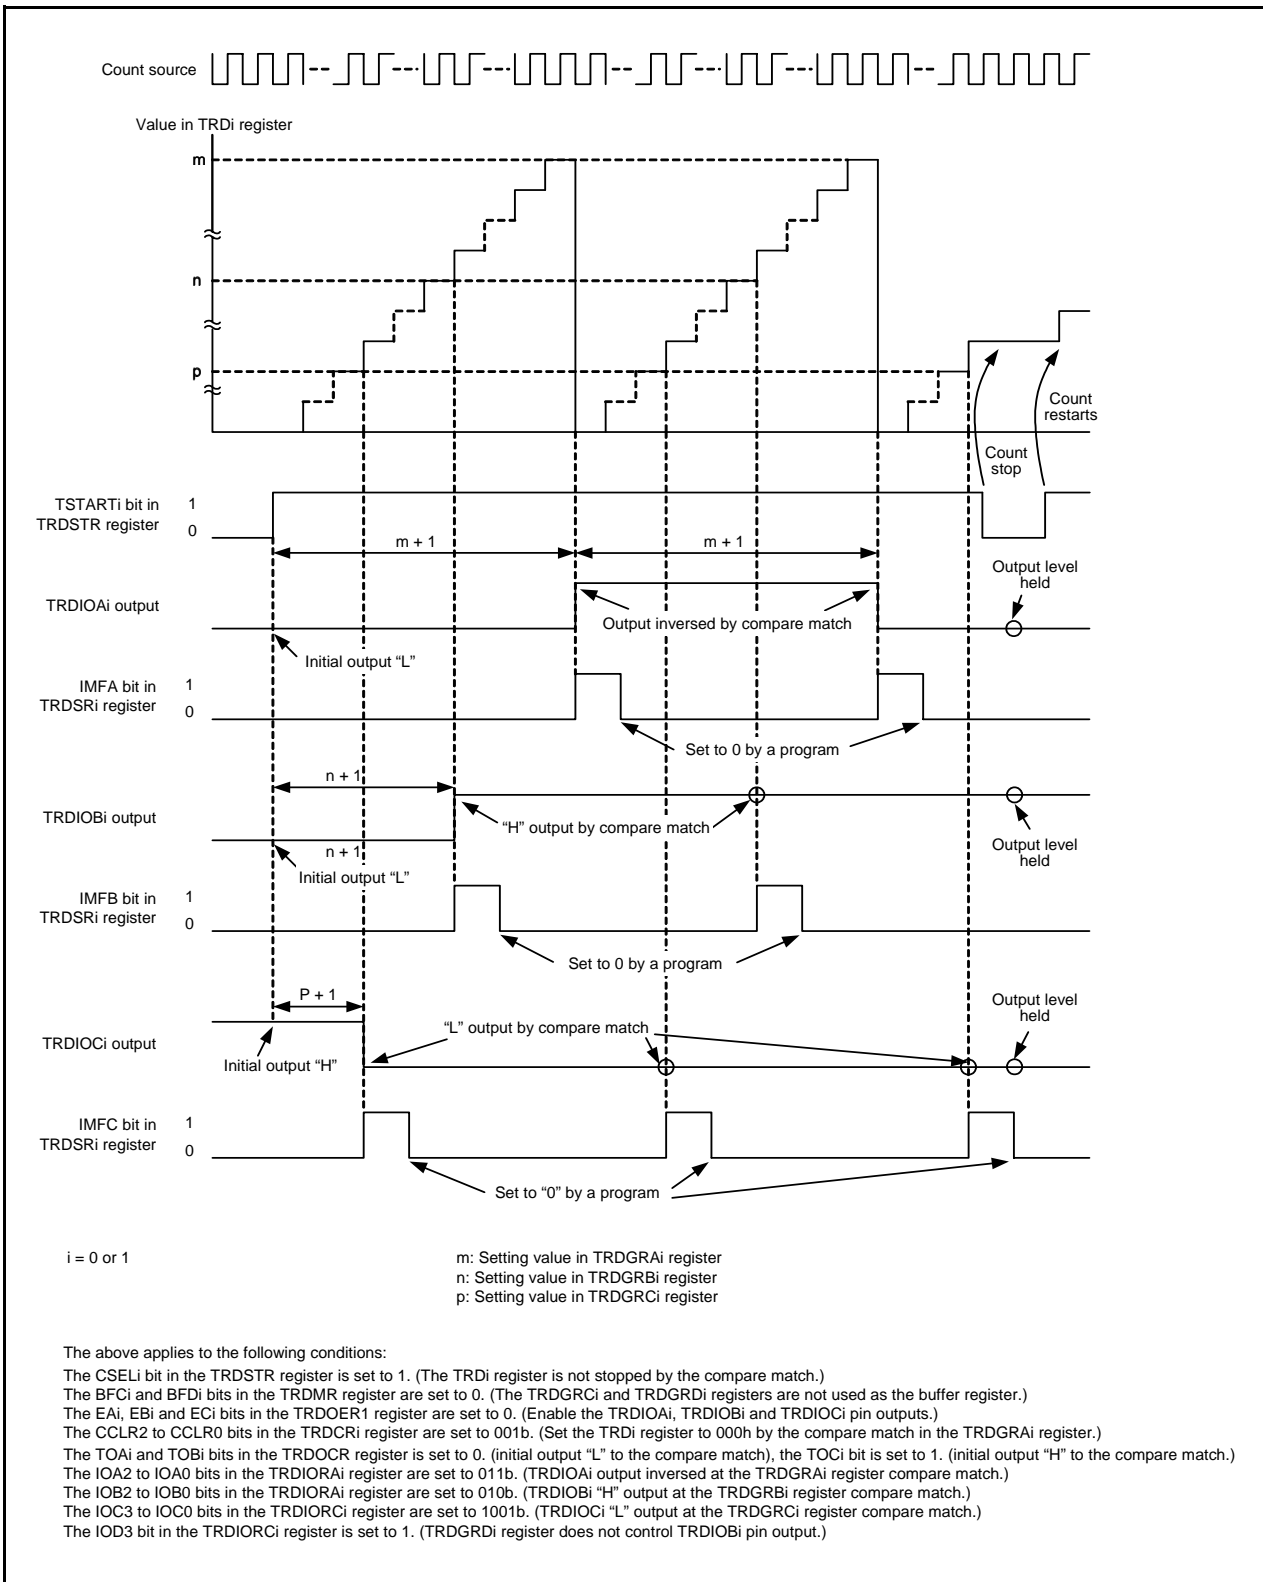 Count source
Value in TRDi register
m
n
p
Count
restarts
Count
stop
TSTARTi bit in
TRDSTR register
1
0
m + 1
m + 1
Output level
held
TRDIOAi output
Output inversed by compare match
Initial output “L”
IMFA bit in
TRDSRi register
1
0
Set to 0 by a program
n + 1
TRDIOBi output
“H” output by compare match
n + 1
Output level
held
Initial output “L”
IMFB bit in
TRDSRi register
1
0
Set to 0 by a program
P + 1
Output level
held
“L” output by compare match
TRDIOCi output
Initial output “H”
IMFC bit in
TRDSRi register
1
0
Set to “0” by a program
i = 0 or 1
m: Setting value in TRDGRAi register
n: Setting value in TRDGRBi register
p: Setting value in TRDGRCi register
The above applies to the following conditions:
The CSELi bit in the TRDSTR register is set to 1. (The TRDi register is not stopped by the compare match.)
The BFCi and BFDi bits in the TRDMR register are set to 0. (The TRDGRCi and TRDGRDi registers are not used as the buffer register.)
The EAi, EBi and ECi bits in the TRDOER1 register are set to 0. (Enable the TRDIOAi, TRDIOBi and TRDIOCi pin outputs.)
The CCLR2 to CCLR0 bits in the TRDCRi register are set to 001b. (Set the TRDi register to 000h by the compare match in the TRDGRAi register.)
The TOAi and TOBi bits in the TRDOCR register is set to 0. (initial output “L” to the compare match), the TOCi bit is set to 1. (initial output “H” to the compare match.)
The IOA2 to IOA0 bits in the TRDIORAi register are set to 011b. (TRDIOAi output inversed at the TRDGRAi register compare match.)
The IOB2 to IOB0 bits in the TRDIORAi register are set to 010b. (TRDIOBi “H” output at the TRDGRBi register compare match.)
The IOC3 to IOC0 bits in the TRDIORCi register are set to 1001b. (TRDIOCi “L” output at the TRDGRCi register compare match.)
The IOD3 bit in the TRDIORCi register is set to 1. (TRDGRDi register does not control TRDIOBi pin output.)